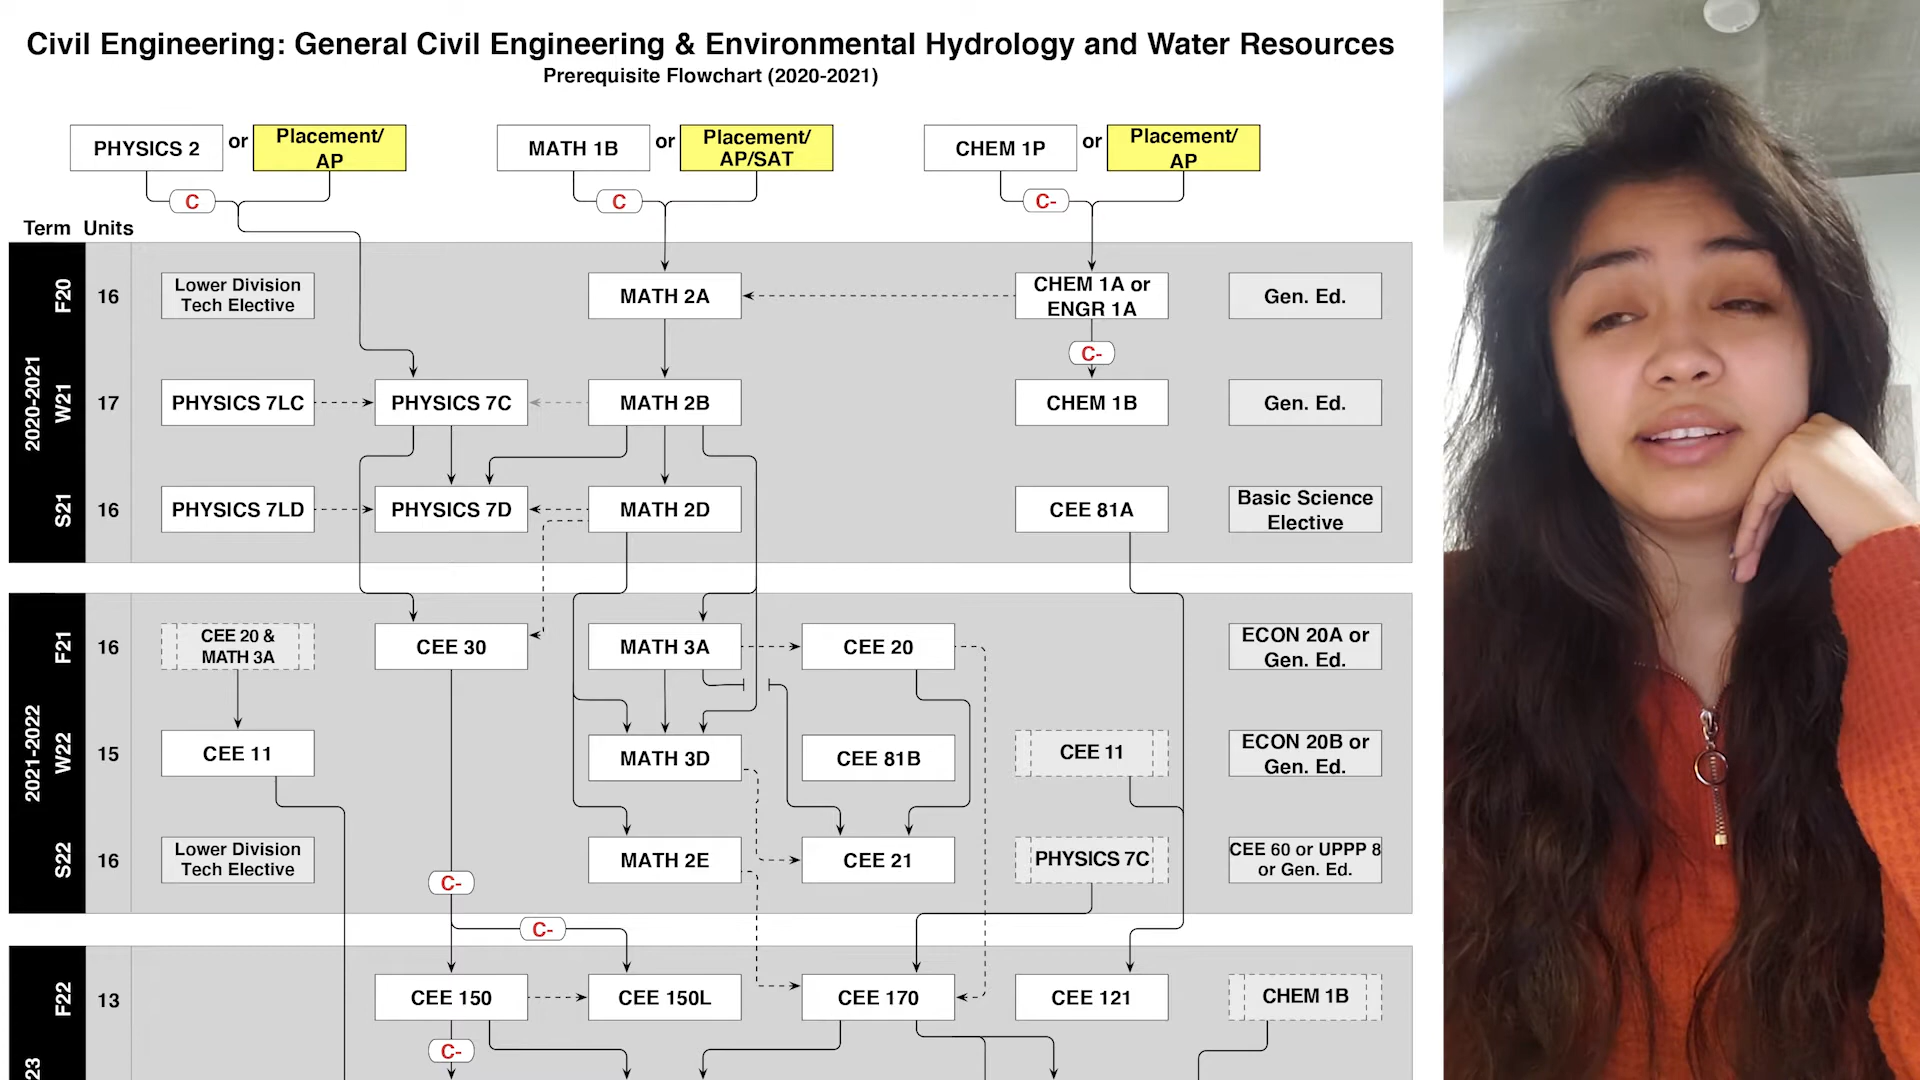 Civil Engineering: General Civil Engineering & Environmental Hydrology and Water Resources
Prerequisite Flowchart (2020-2021)
PHYSICS 2
or
Placement/
AP
MATH 1B
or
Placement/
AP/SAT
CHEM 1P
or
Placement/
AP
C
C
C-
Term Units
2020-2021
F20
16
Lower Division
Tech Elective
MATH 2A
CHEM 1A or
ENGR 1A
Gen. Ed.
C-
W21
17
PHYSICS 7LC
PHYSICS 7C
MATH 2B
CHEM 1B
Gen. Ed.
S21
16
PHYSICS 7LD
PHYSICS 7D
MATH 2D
CEE 81A
Basic Science
Elective
2021-2022
F21
16
CEE 20 &
MATH 3A
CEE 30
MATH 3A
CEE 20
ECON 20A or
Gen. Ed.
W22
15
CEE 11
MATH 3D
CEE 81B
CEE 11
ECON 20B or
Gen. Ed.
S22
16
Lower Division
Tech Elective
MATH 2E
CEE 21
PHYSICS 7C
CEE 60 or UPPP 8
or Gen. Ed.
C-
C-
23
F22
13
CEE 150
CEE 150L
CEE 170
CEE 121
CHEM 1B
C-